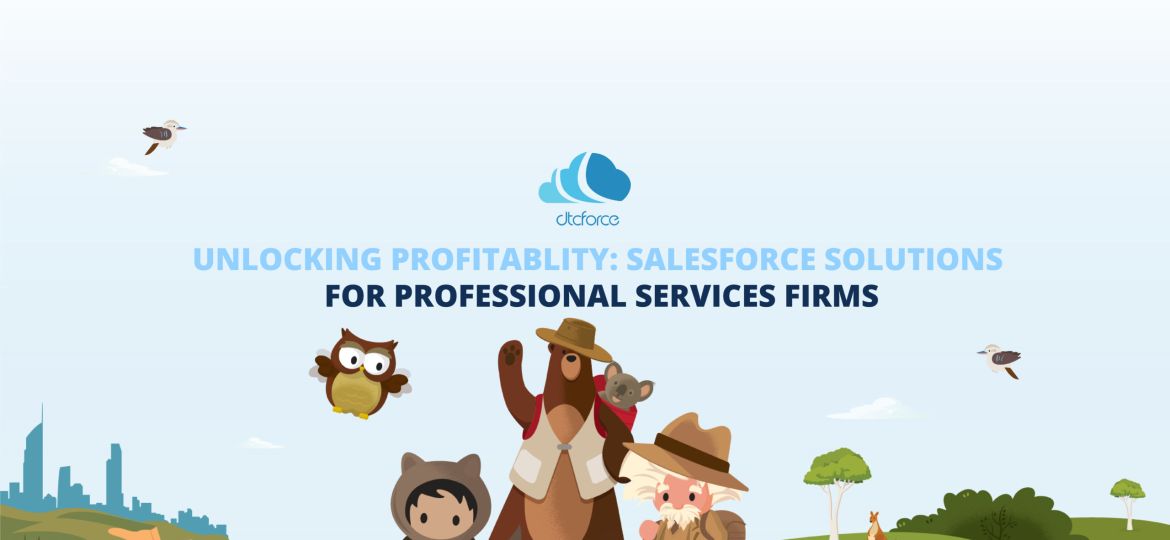 dtcforce
UNLOCKING PROFITABLITY: SALESFORCE SOLUTIONS
FOR PROFESSIONAL SERVICES FIRMS